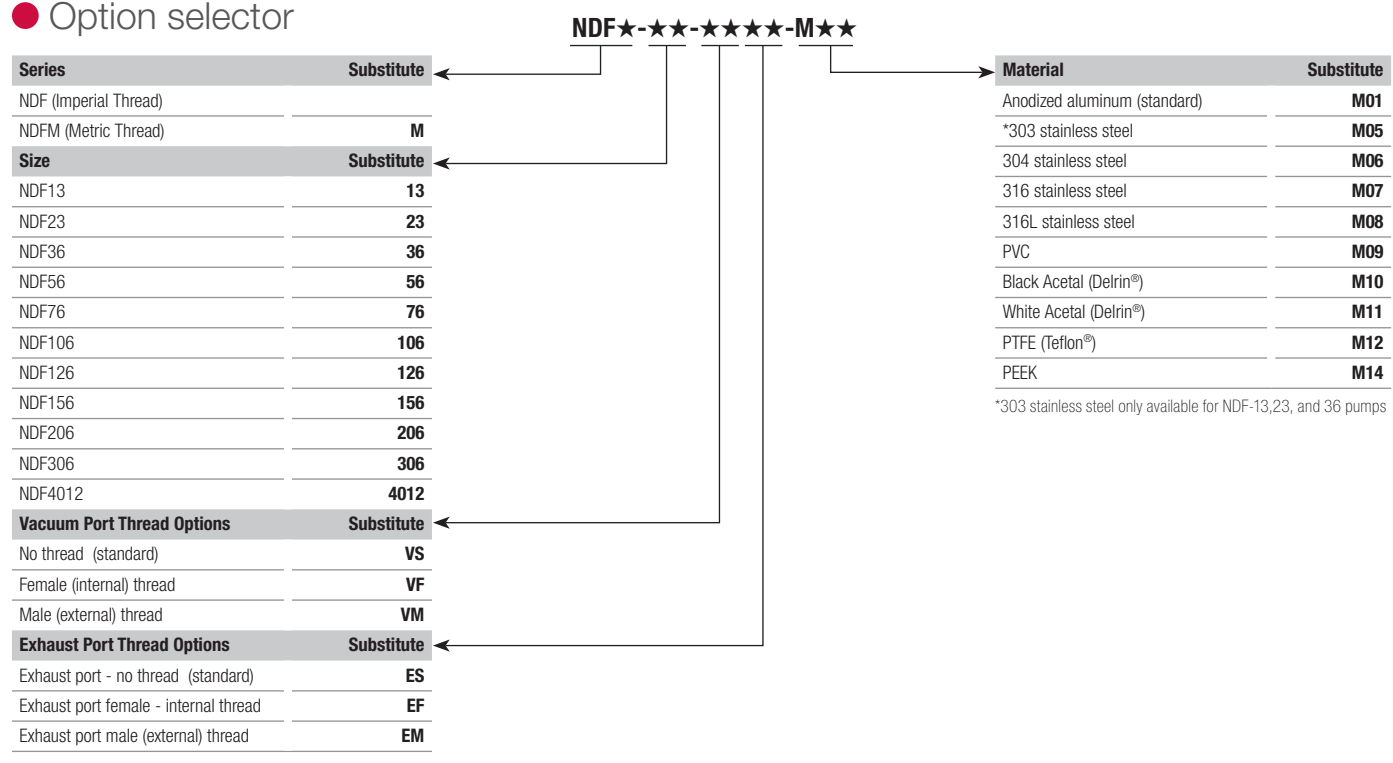 Option selector
NDF★-★★-★★★★-M★★
Series Substitute
NDF (Imperial Thread)
NDFM (Metric Thread) M
Size Substitute
NDF13 13
NDF23 23
NDF36 36
NDF56 56
NDF76 76
NDF106 106
NDF126 126
NDF156 156
NDF206 206
NDF306 306
NDF4012 4012
Vacuum Port Thread Options Substitute
No thread (standard) VS
Female (internal) thread VF
Male (external) thread VM
Exhaust Port Thread Options Substitute
Exhaust port - no thread (standard) ES
Exhaust port female - internal thread EF
Exhaust port male (external) thread EM
Material Substitute
Anodized aluminum (standard) M01
*303 stainless steel M05
304 stainless steel M06
316 stainless steel M07
316L stainless steel M08
PVC M09
Black Acetal (Delrin®) M10
White Acetal (Delrin®) M11
PTFE (Teflon®) M12
PEEK M14
*303 stainless steel only available for NDF-13,23, and 36 pumps